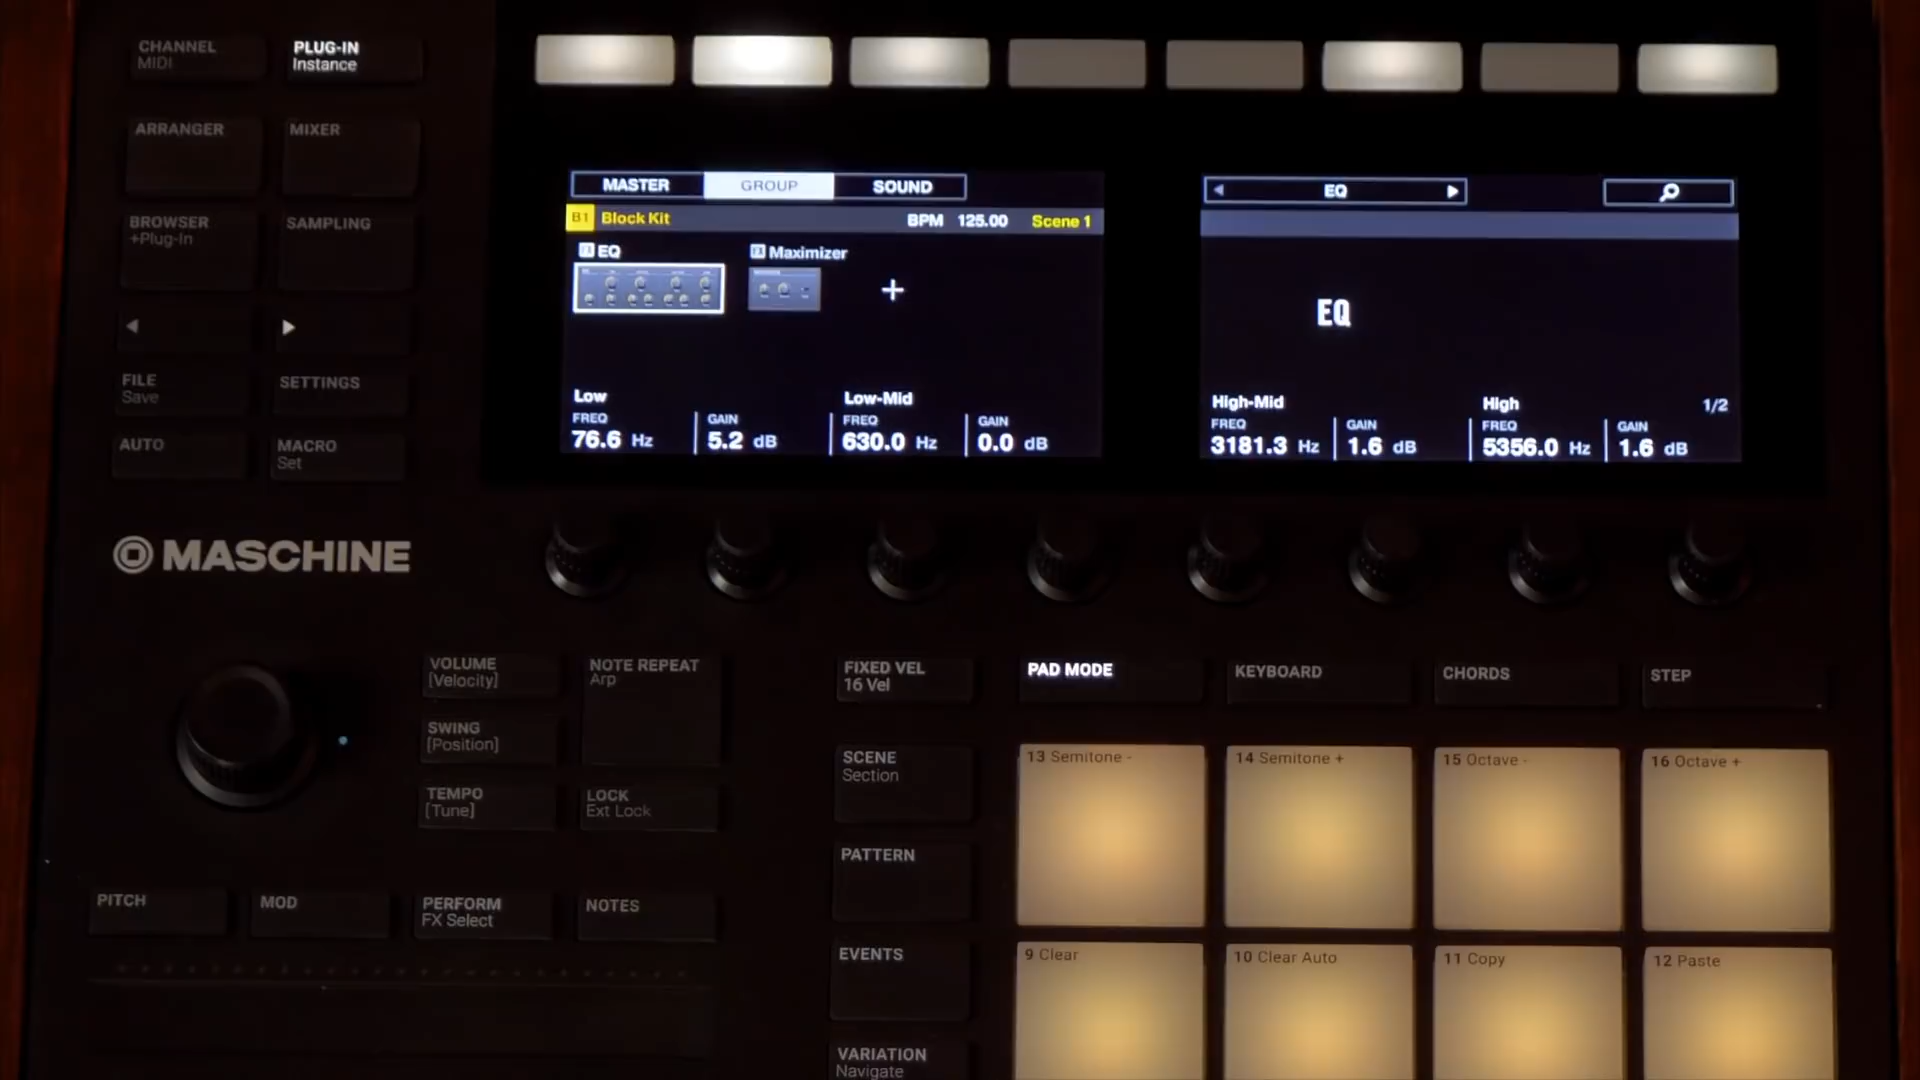 CHANNEL
MIDI
PLUG-IN
Instance
ARRANGER
MIXER
BROWSER
+Plug-In
SAMPLING
FILE
Save
SETTINGS
AUTO
MACRO
Set
MASTER
GROUP
SOUND
B1 Block Kit
BPM 125.00
Scene 1
EQ
Maximizer
+
Low
FREQ
76.6 Hz
GAIN
5.2 dB
Low-Mid
FREQ
630.0 Hz
GAIN
0.0 dB
EQ
EQ
High-Mid
FREQ
3181.3 Hz
GAIN
1.6 dB
High
1/2
FREQ
5356.0 Hz
GAIN
1.6 dB
MASCHINE
VOLUME
[Velocity]
NOTE REPEAT
Arp
SWING
[Position]
TEMPO
[Tune]
LOCK
Ext Lock
PITCH
MOD
PERFORM
FX Select
NOTES
FIXED VEL
16 Vel
PAD MODE
KEYBOARD
CHORDS
STEP
SCENE
Section
PATTERN
EVENTS
VARIATION
Navigate
13 Semitone -
14 Semitone +
15 Octave -
16 Octave +
9 Clear
10 Clear Auto
11 Copy
12 Paste